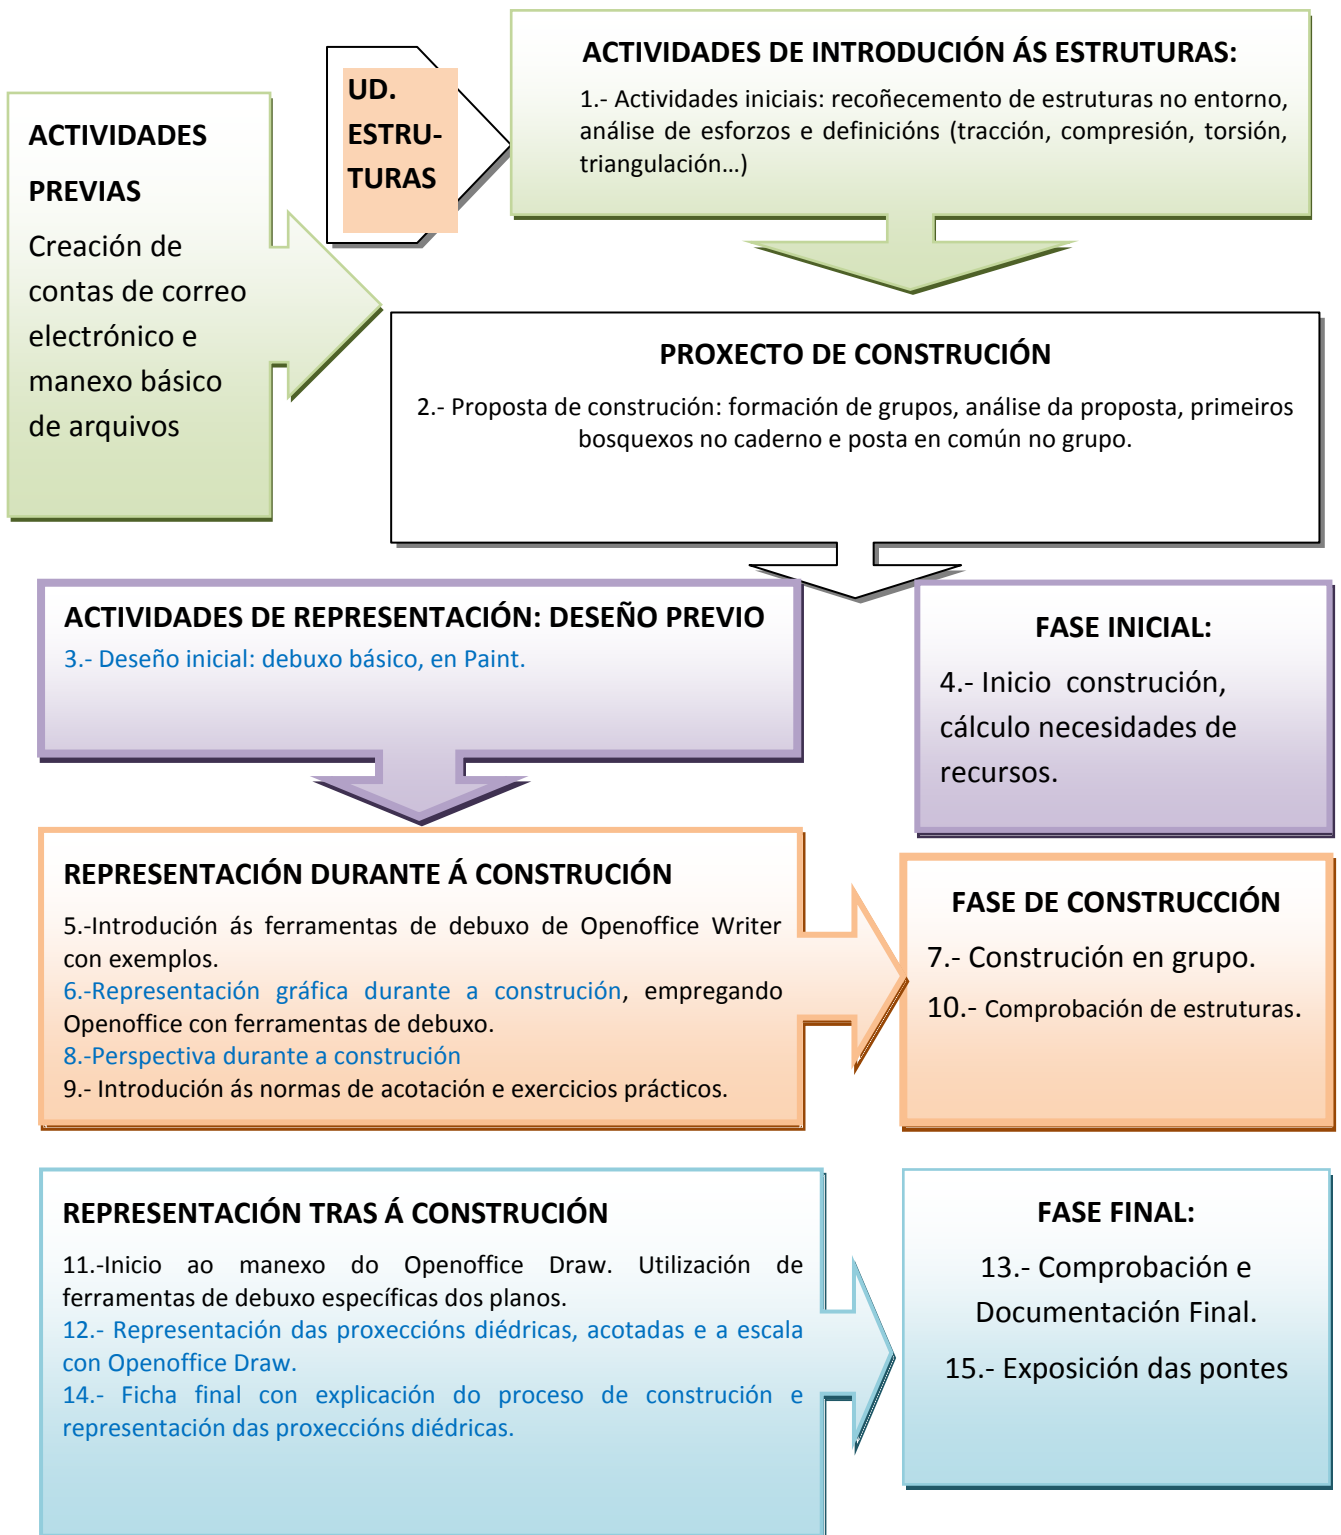 ACTIVIDADES
PREVIAS
Creación de
contas de correo
electrónico e
manexo básico
de arquivos
UD.
ESTRU-
TURAS
ACTIVIDADES DE INTRODUCIÓN ÁS ESTRUTURAS:
1.- Actividades iniciais: recoñecemento de estruturas no entorno,
análise de esforzos e definicións (tracción, compresión, torsión,
triangulación…)
PROXECTO DE CONSTRUCIÓN
2.- Proposta de construción: formación de grupos, análise da proposta, primeiros
bosquexos no caderno e posta en común no grupo.
ACTIVIDADES DE REPRESENTACIÓN: DESEÑO PREVIO
3.- Deseño inicial: debuxo básico, en Paint.
FASE INICIAL:
4.- Inicio construción,
cálculo necesidades de
recursos.
REPRESENTACIÓN DURANTE Á CONSTRUCIÓN
5.-Introdución ás ferramentas de debuxo de Openoffice Writer
con exemplos.
6.-Representación gráfica durante a construción, empregando
Openoffice con ferramentas de debuxo.
8.-Perspectiva durante a construción
9.- Introdución ás normas de acotación e exercicios prácticos.
FASE DE CONSTRUCCIÓN
7.- Construción en grupo.
10.- Comprobación de estruturas.
REPRESENTACIÓN TRAS Á CONSTRUCIÓN
11.-Inicio ao manexo do Openoffice Draw. Utilización de
ferramentas de debuxo específicas dos planos.
12.- Representación das proxeccións diédricas, acotadas e a escala
con Openoffice Draw.
14.- Ficha final con explicación do proceso de construción e
representación das proxeccións diédricas.
FASE FINAL:
13.- Comprobación e
Documentación Final.
15.- Exposición das pontes